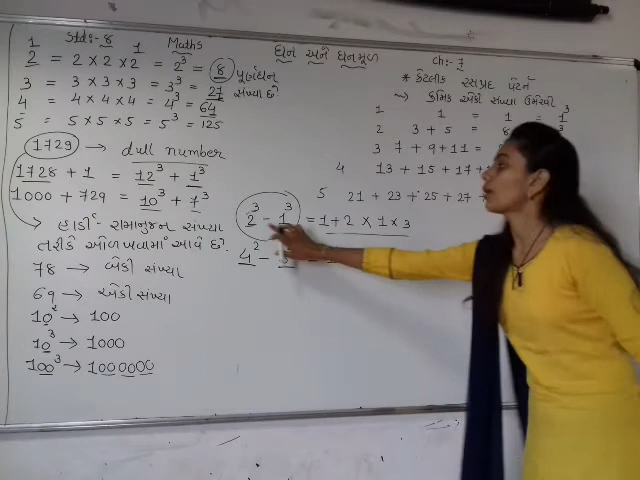 Std:- 8 Maths
1 1
2 = 2 × 2 × 2 = 2³ = 8 પૂર્ણઘન
3 = 3 × 3 × 3 = 3³ = 27 સંખ્યા છે
4 = 4 × 4 × 4 = 4³ = 64
5 = 5 × 5 × 5 = 5³ = 125
1729 → dull number
1728 + 1 = 12³ + 1³
1000 + 729 = 10³ +
→ હાર્ડી- રામાનુજન સંખ્યા
તરીકે ઓળખવામાં આવે છે.
78 → બેકી સંખ્યા
69 → એકી સંખ્યા
10² → 100
10³ → 1000
100³ → 1000000
ઘન અને ઘનમૂળ
ch:- 7
* કેટલીક રસપ્રદ પેટર્ન
→ ક્રમિક એકી સંખ્યા ઉમેરવી
1 1 = 1 = 1³
2 3 + 5 = 8
3 7 + 9 + 11 =
4 13 + 15 + 17 +
5 21 + 23 + 25 + 27 +
2³ - 1³ = 1 + 2 × 1 × 3
4² -